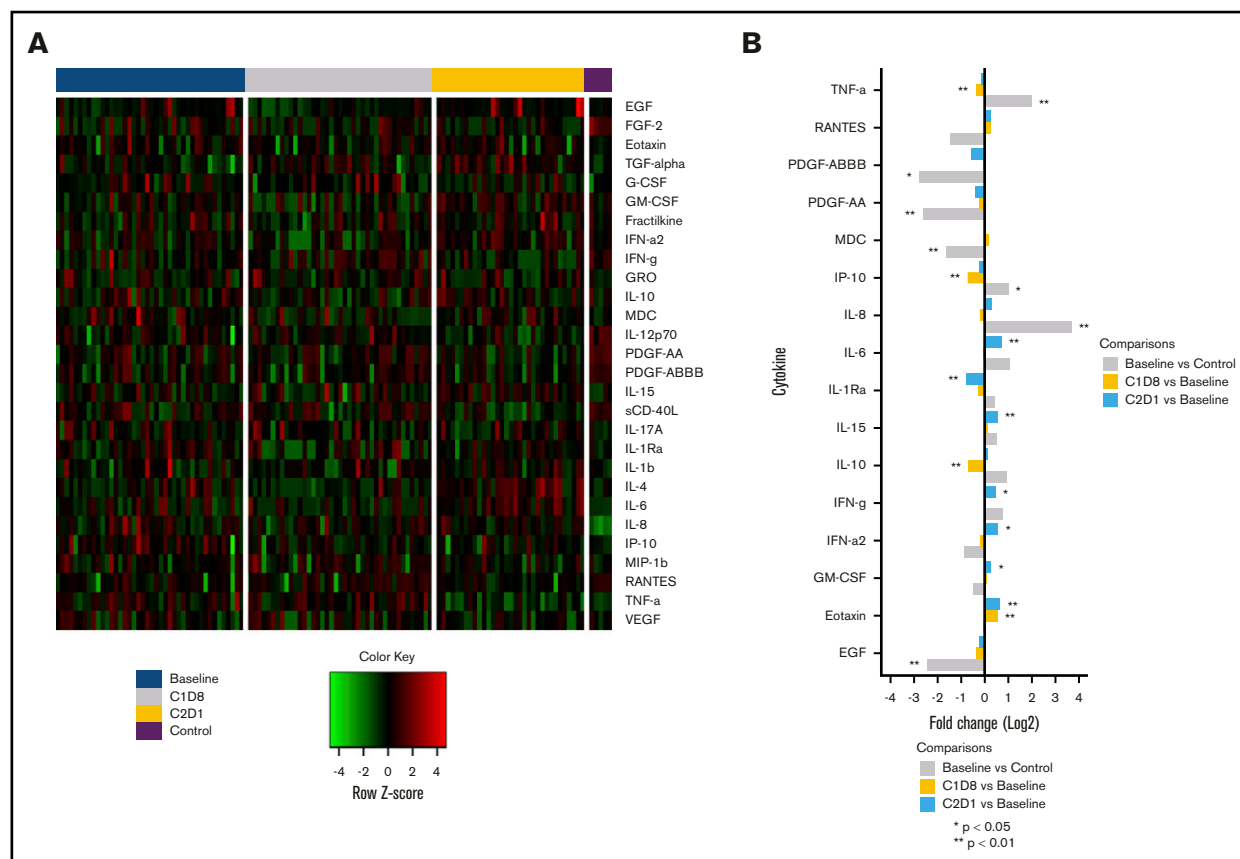 A
EGF
FGF-2
Eotaxin
TGF-alpha
G-CSF
GM-CSF
Fractilkine
IFN-a2
IFN-g
GRO
IL-10
MDC
IL-12p70
PDGF-AA
PDGF-ABBB
IL-15
sCD-40L
IL-17A
IL-1Ra
IL-1b
IL-4
IL-6
IL-8
IP-10
MIP-1b
RANTES
TNF-a
VEGF
Baseline
C1D8
C2D1
Control
Color Key
-4 -2 0 2 4
Row Z-score
B
Cytokine
TNF-a ** **
RANTES
PDGF-ABBB *
PDGF-AA **
MDC **
IP-10 ** *
IL-8 **
IL-6 **
IL-1Ra **
IL-15 **
IL-10 **
IFN-g *
IFN-a2 *
GM-CSF *
Eotaxin ** **
EGF **
-4 -3 -2 -1 0 1 2 3 4
Fold change (Log2)
Comparisons
Baseline vs Control
C1D8 vs Baseline
C2D1 vs Baseline
Comparisons
Baseline vs Control
C1D8 vs Baseline
C2D1 vs Baseline
* p < 0.05
** p < 0.01